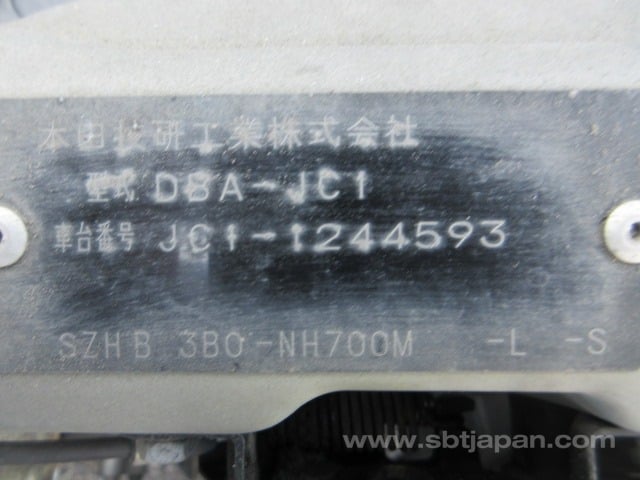 本田技研工業株式会社
型式 DBA-JC1
車台番号 JC1-1244593
SZHB 3B0-NH700M -L -S
www.sbtjapan.com